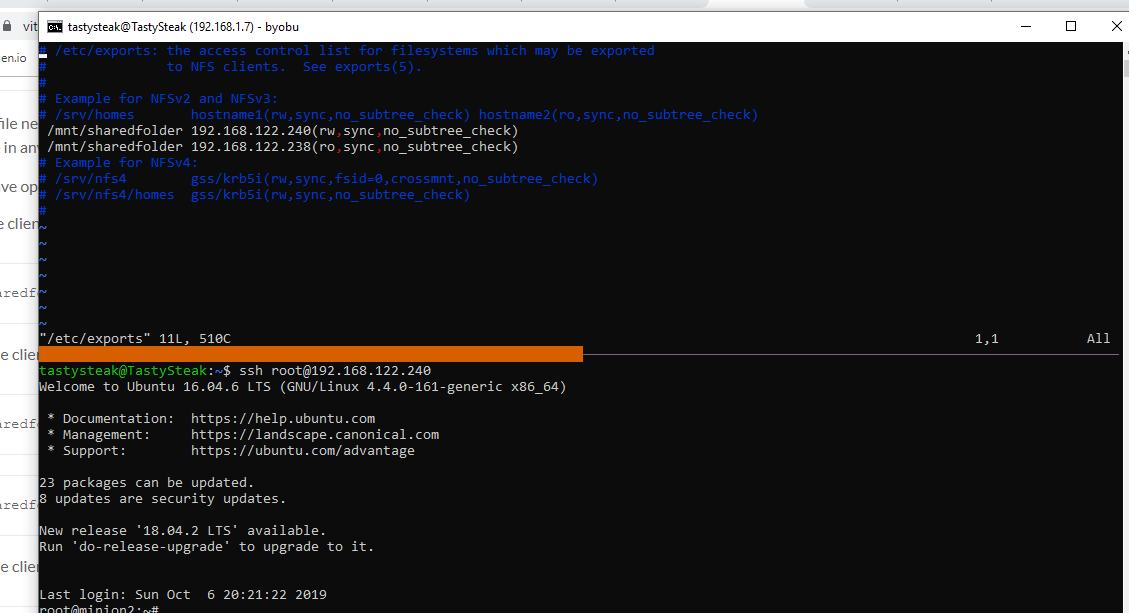 vit
tastysteak@TastySteak (192.168.1.7) - byobu
en.io
file ne
in any
ve op
e clien
aredfo
e clien
aredf
aredfo
e clien
# /etc/exports: the access control list for filesystems which may be exported
#               to NFS clients.  See exports(5).
#
# Example for NFSv2 and NFSv3:
# /srv/homes       hostname1(rw,sync,no_subtree_check) hostname2(ro,sync,no_subtree_check)
/mnt/sharedfolder 192.168.122.240(rw,sync,no_subtree_check)
/mnt/sharedfolder 192.168.122.238(ro,sync,no_subtree_check)
# Example for NFSv4:
# /srv/nfs4        gss/krb5i(rw,sync,fsid=0,crossmnt,no_subtree_check)
# /srv/nfs4/homes  gss/krb5i(rw,sync,no_subtree_check)
#
~
~
~
~
~
~
~
"/etc/exports" 11L, 510C 1,1 All
tastysteak@TastySteak:~$ ssh root@192.168.122.240
Welcome to Ubuntu 16.04.6 LTS (GNU/Linux 4.4.0-161-generic x86_64)
* Documentation:  https://help.ubuntu.com
* Management:     https://landscape.canonical.com
* Support:        https://ubuntu.com/advantage
23 packages can be updated.
8 updates are security updates.
New release '18.04.2 LTS' available.
Run 'do-release-upgrade' to upgrade to it.
Last login: Sun Oct  6 20:21:22 2019
root@minion2:~#